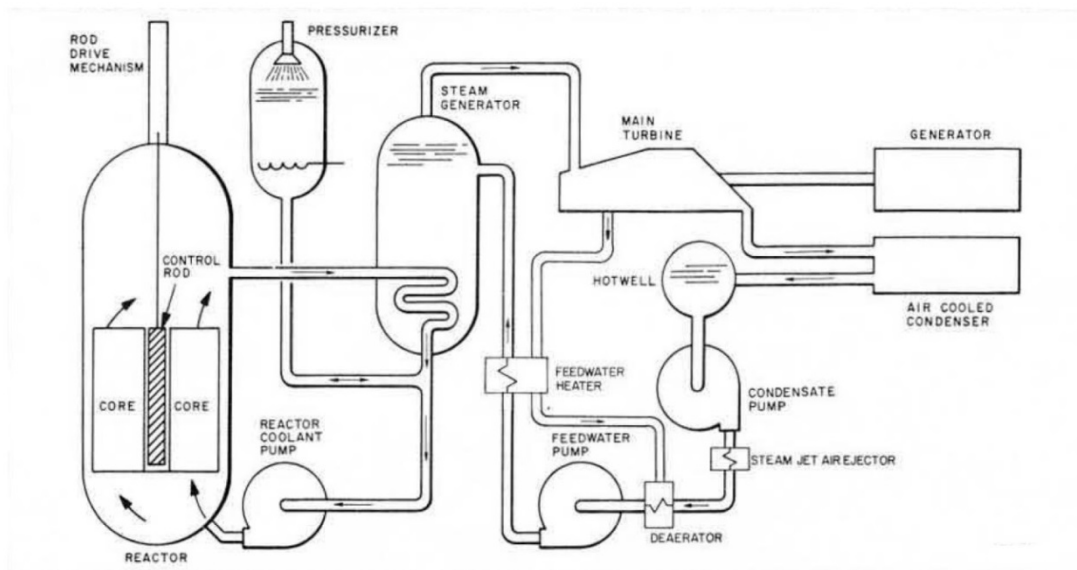 ROD
DRIVE
MECHANISM
PRESSURIZER
STEAM
GENERATOR
MAIN
TURBINE
GENERATOR
CONTROL
ROD
HOTWELL
AIR COOLED
CONDENSER
FEEDWATER
HEATER
CONDENSATE
PUMP
CORE
CORE
REACTOR
COOLANT
PUMP
FEEDWATER
PUMP
STEAM JET AIR EJECTOR
DEAERATOR
REACTOR